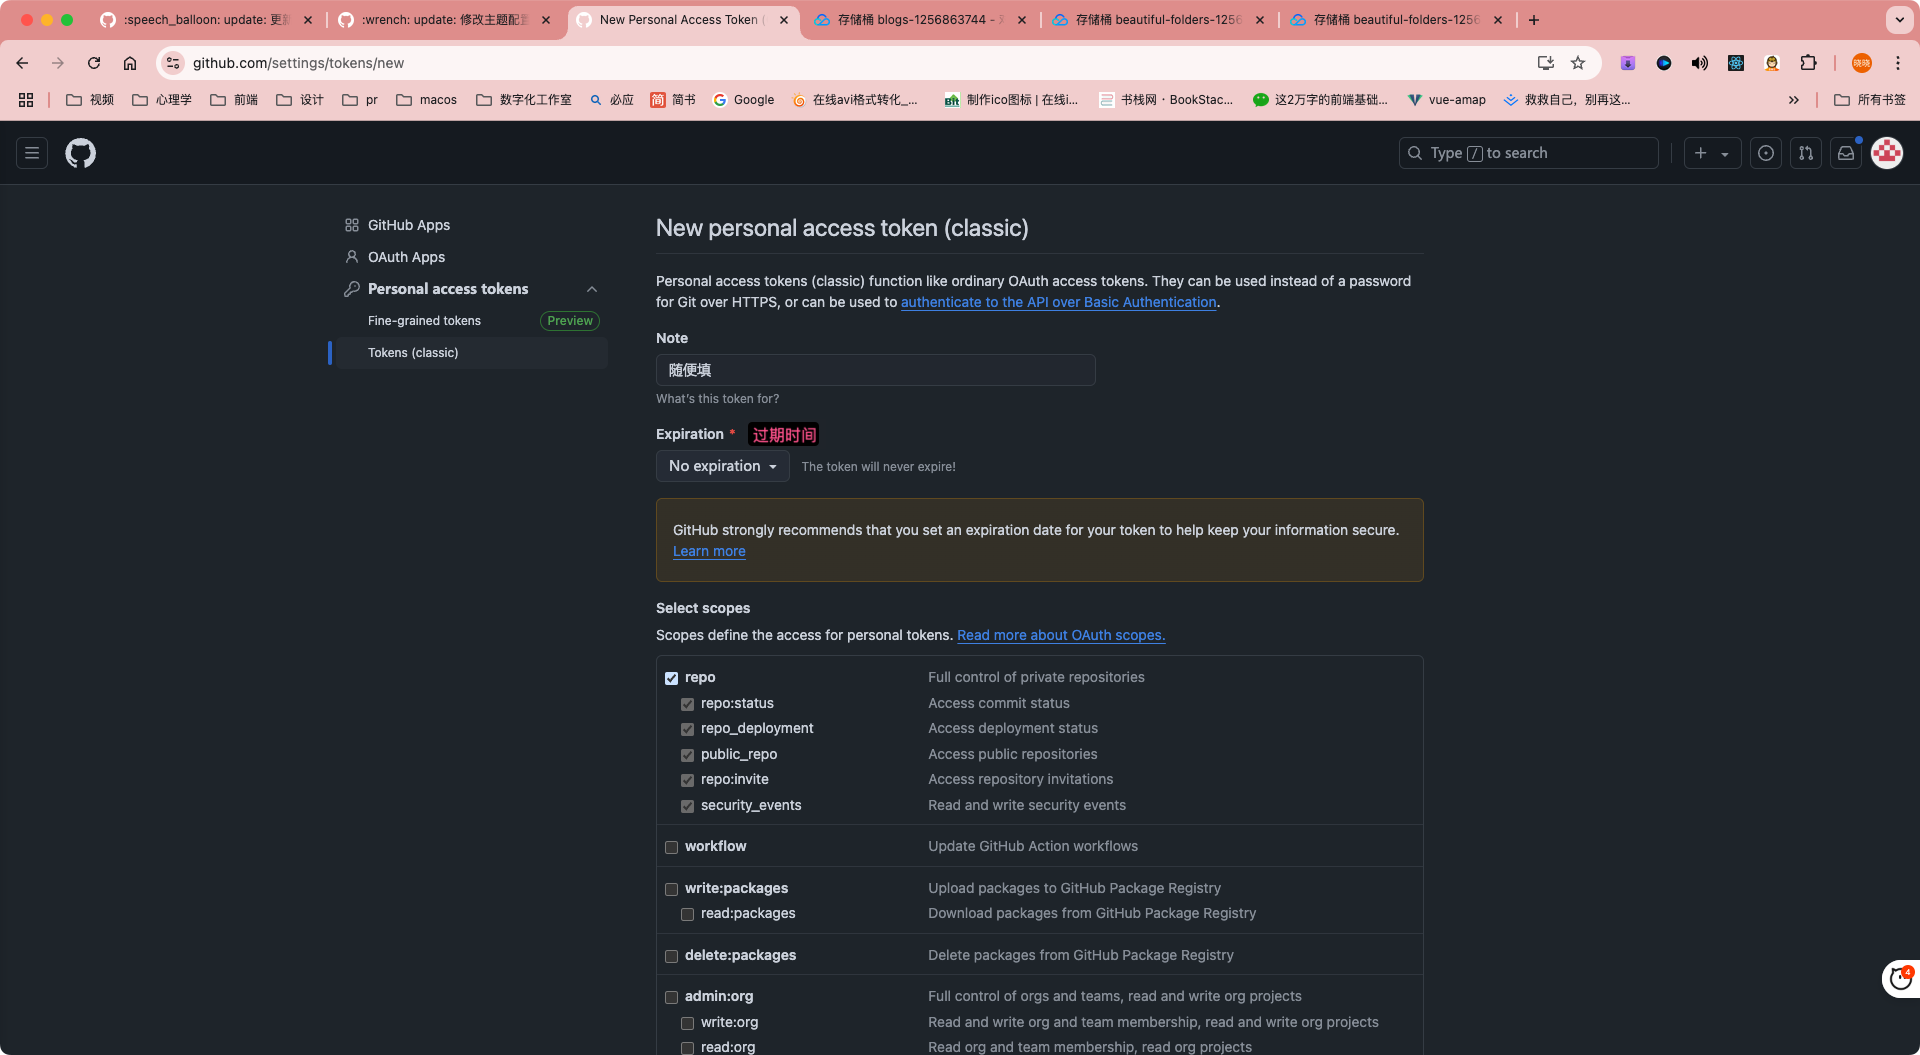 :speech_balloon: update: 更新
:wrench: update: 修改主题配置
New Personal Access Token (
存储桶 blogs-1256863744 - 对
存储桶 beautiful-folders-1256
存储桶 beautiful-folders-1256
github.com/settings/tokens/new
晓晓
视频
心理学
前端
设计
pr
macos
数字化工作室
必应
简 简书
Google
在线avi格式转化_...
Bit 制作ico图标 | 在线i...
书栈网 · BookStac...
这2万字的前端基础...
vue-amap
救救自己，别再这...
所有书签
Type / to search
GitHub Apps
OAuth Apps
Personal access tokens
Fine-grained tokens
Preview
Tokens (classic)
New personal access token (classic)
Personal access tokens (classic) function like ordinary OAuth access tokens. They can be used instead of a password
for Git over HTTPS, or can be used to authenticate to the API over Basic Authentication.
Note
随便填
What's this token for?
Expiration * 过期时间
No expiration
The token will never expire!
GitHub strongly recommends that you set an expiration date for your token to help keep your information secure.
Learn more
Select scopes
Scopes define the access for personal tokens. Read more about OAuth scopes.
repo Full control of private repositories
repo:status Access commit status
repo_deployment Access deployment status
public_repo Access public repositories
repo:invite Access repository invitations
security_events Read and write security events
workflow Update GitHub Action workflows
write:packages Upload packages to GitHub Package Registry
read:packages Download packages from GitHub Package Registry
delete:packages Delete packages from GitHub Package Registry
admin:org Full control of orgs and teams, read and write org projects
write:org Read and write org and team membership, read and write org projects
read:org Read org and team membership, read org projects
4